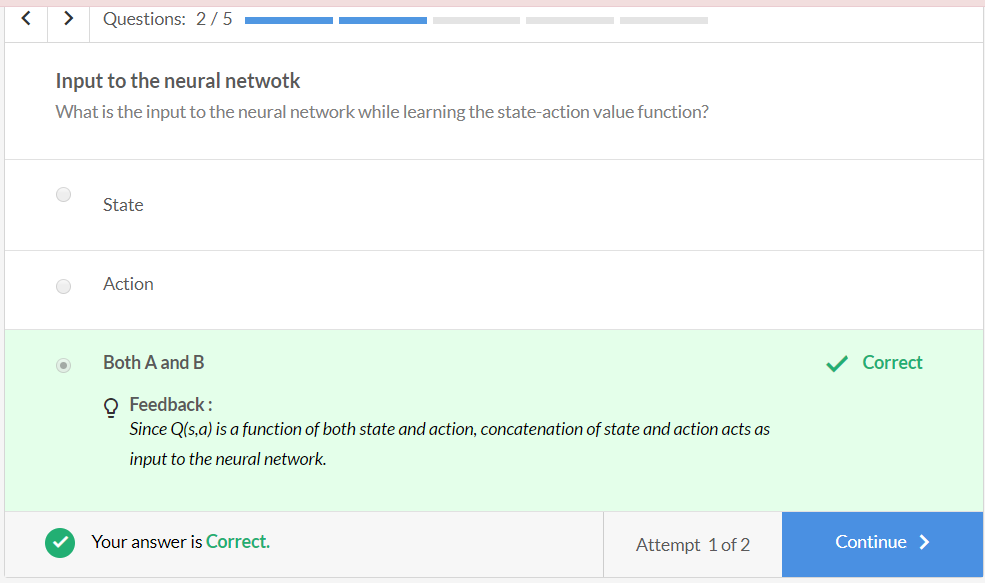 Questions: 2 / 5
Input to the neural netwotk
What is the input to the neural network while learning the state-action value function?
State
Action
Both A and B
Correct
Feedback :
Since Q(s,a) is a function of both state and action, concatenation of state and action acts as
input to the neural network.
Your answer is Correct.
Attempt 1 of 2
Continue